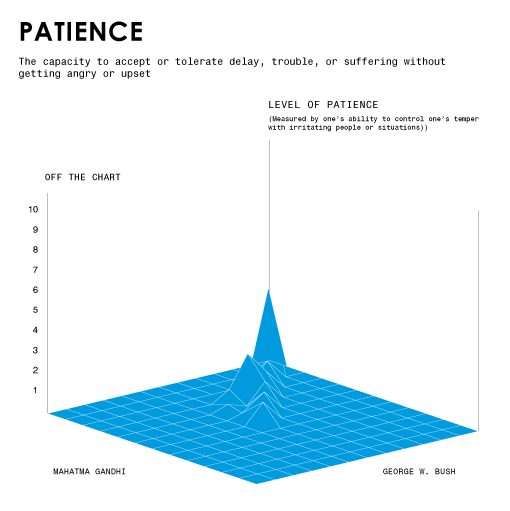 PATIENCE
The capacity to accept or tolerate delay, trouble, or suffering without
getting angry or upset
LEVEL OF PATIENCE
(Measured by one's ability to control one's temper
with irritating people or situations))
OFF THE CHART
10
9
8
7
6
5
4
3
2
1
MAHATMA GANDHI
GEORGE W. BUSH